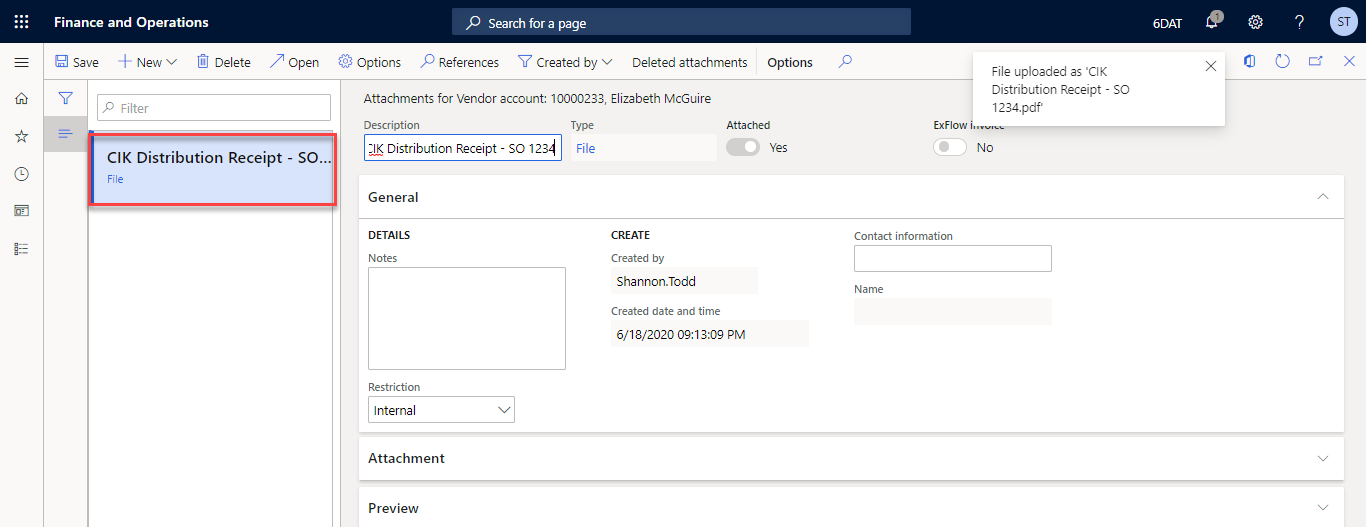 Finance and Operations
Search for a page
6DAT
1
?
ST
Save
New
Delete
Open
Options
References
Created by
Deleted attachments
Options
File uploaded as 'CIK
Distribution Receipt - SO
1234.pdf'
Filter
CIK Distribution Receipt - SO...
File
Attachments for Vendor account: 10000233, Elizabeth McGuire
Description
CIK Distribution Receipt - SO 1234
Type
File
Attached
Yes
ExFlow invoice
No
General
DETAILS
Notes
Restriction
Internal
CREATE
Created by
Shannon.Todd
Created date and time
6/18/2020 09:13:09 PM
Contact information
Name
Attachment
Preview